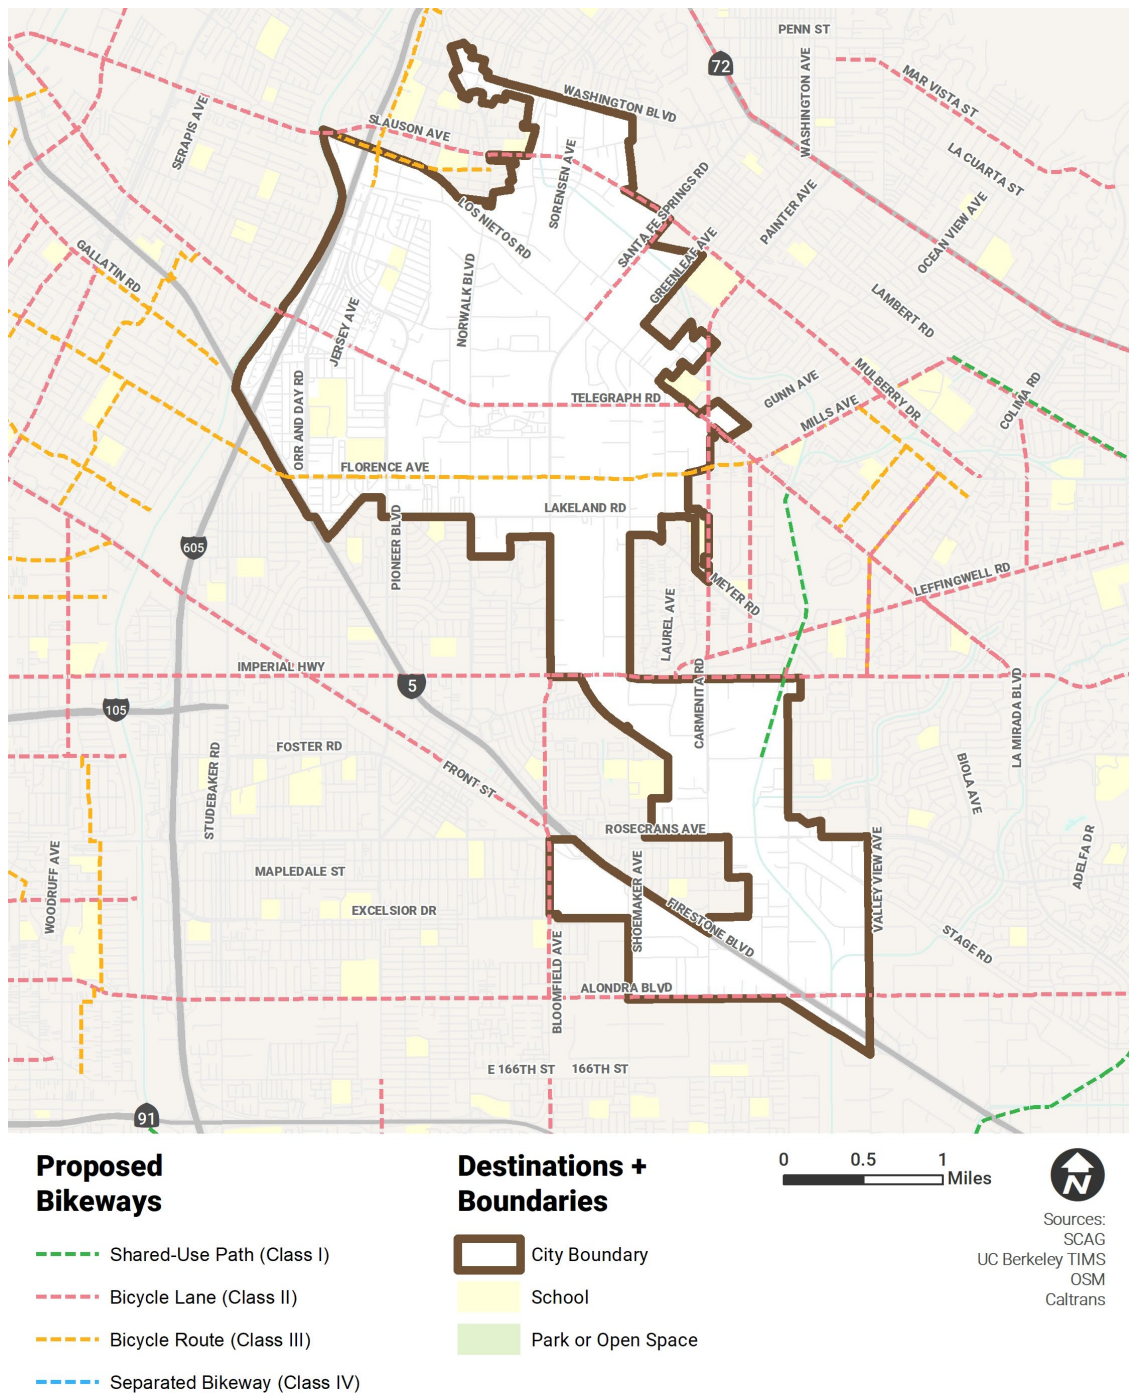 PENN ST
72
WASHINGTON AVE
MAR VISTA ST
WASHINGTON BLVD
SERAPIS AVE
SLAUSON AVE
LA CUARTA ST
SORENSEN AVE
SANTA FE SPRINGS RD
PAINTER AVE
OCEAN VIEW AVE
LOS NIETOS RD
GALLATIN RD
GREENLEAF AVE
NORWALK BLVD
LAMBERT RD
JERSEY AVE
MULBERRY DR
GUNN AVE
COLIMA RD
ORR AND DAY RD
TELEGRAPH RD
MILLS AVE
FLORENCE AVE
LAKELAND RD
PIONEER BLVD
605
LEFFINGWELL RD
MEYER RD
LAUREL AVE
IMPERIAL HWY
5
CARMENITA RD
LA MIRADA BLVD
105
FOSTER RD
STUDEBAKER RD
FRONT ST
BIOLA AVE
ROSECRANS AVE
WOODRUFF AVE
MAPLEDALE ST
SHOEMAKER AVE
VALLEY VIEW AVE
ADELFA DR
EXCELSIOR DR
FIRESTONE BLVD
STAGE RD
BLOOMFIELD AVE
ALONDRA BLVD
E 166TH ST
166TH ST
91
Proposed
Bikeways
Shared-Use Path (Class I)
Bicycle Lane (Class II)
Bicycle Route (Class III)
Separated Bikeway (Class IV)
Destinations +
Boundaries
City Boundary
School
Park or Open Space
0 0.5 1
Miles
N
Sources:
SCAG
UC Berkeley TIMS
OSM
Caltrans